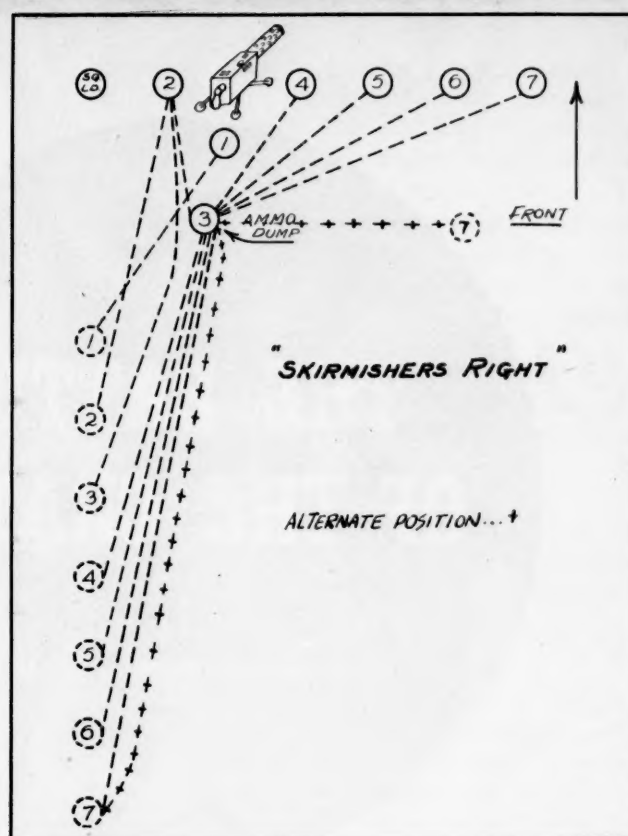 SQ
LD.
2
4
5
6
7
1
3
AMMO
DUMP
7
FRONT
1
"SKIRMISHERS RIGHT"
2
3
ALTERNATE POSITION...+
4
5
6
7